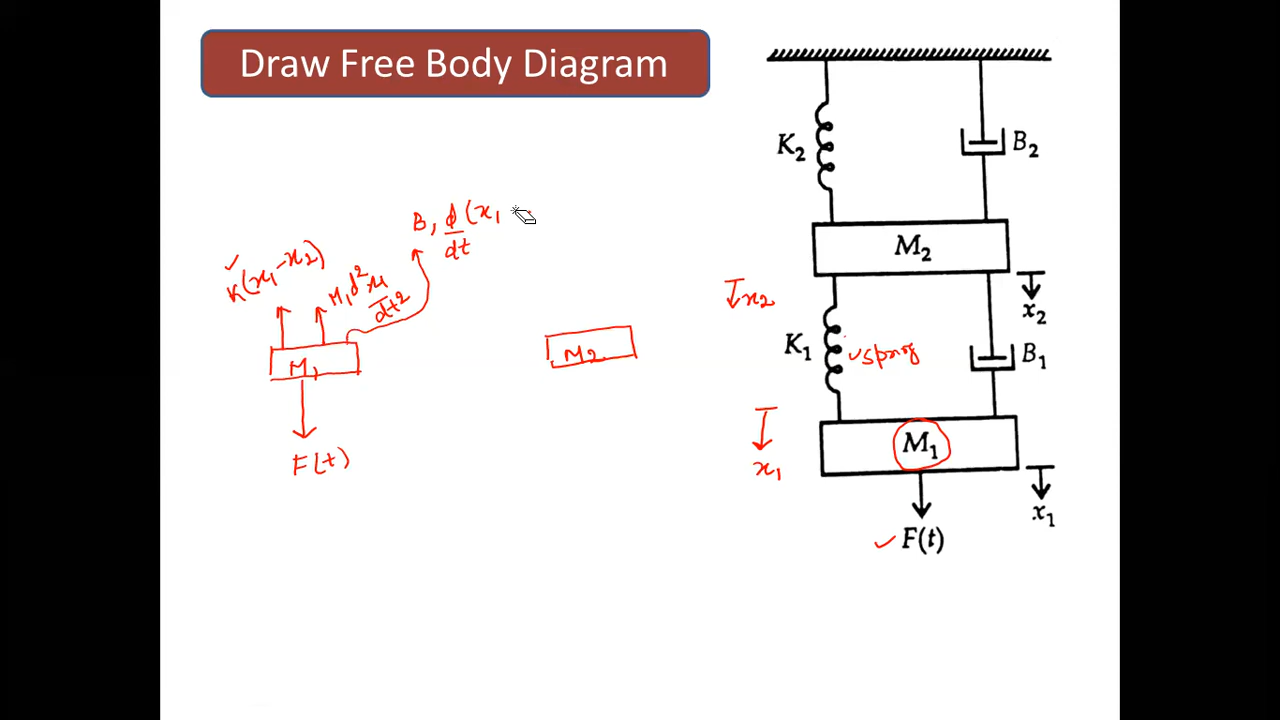 Draw Free Body Diagram
K₂
B₂
B₁ d/dt (x₁
K(x₁-x₂)
M₁ d²x₁/dt²
M₂
x₂
x₂
K₁
spring
B₁
M₁
M₂
F(t)
M₁
x₁
x₁
F(t)